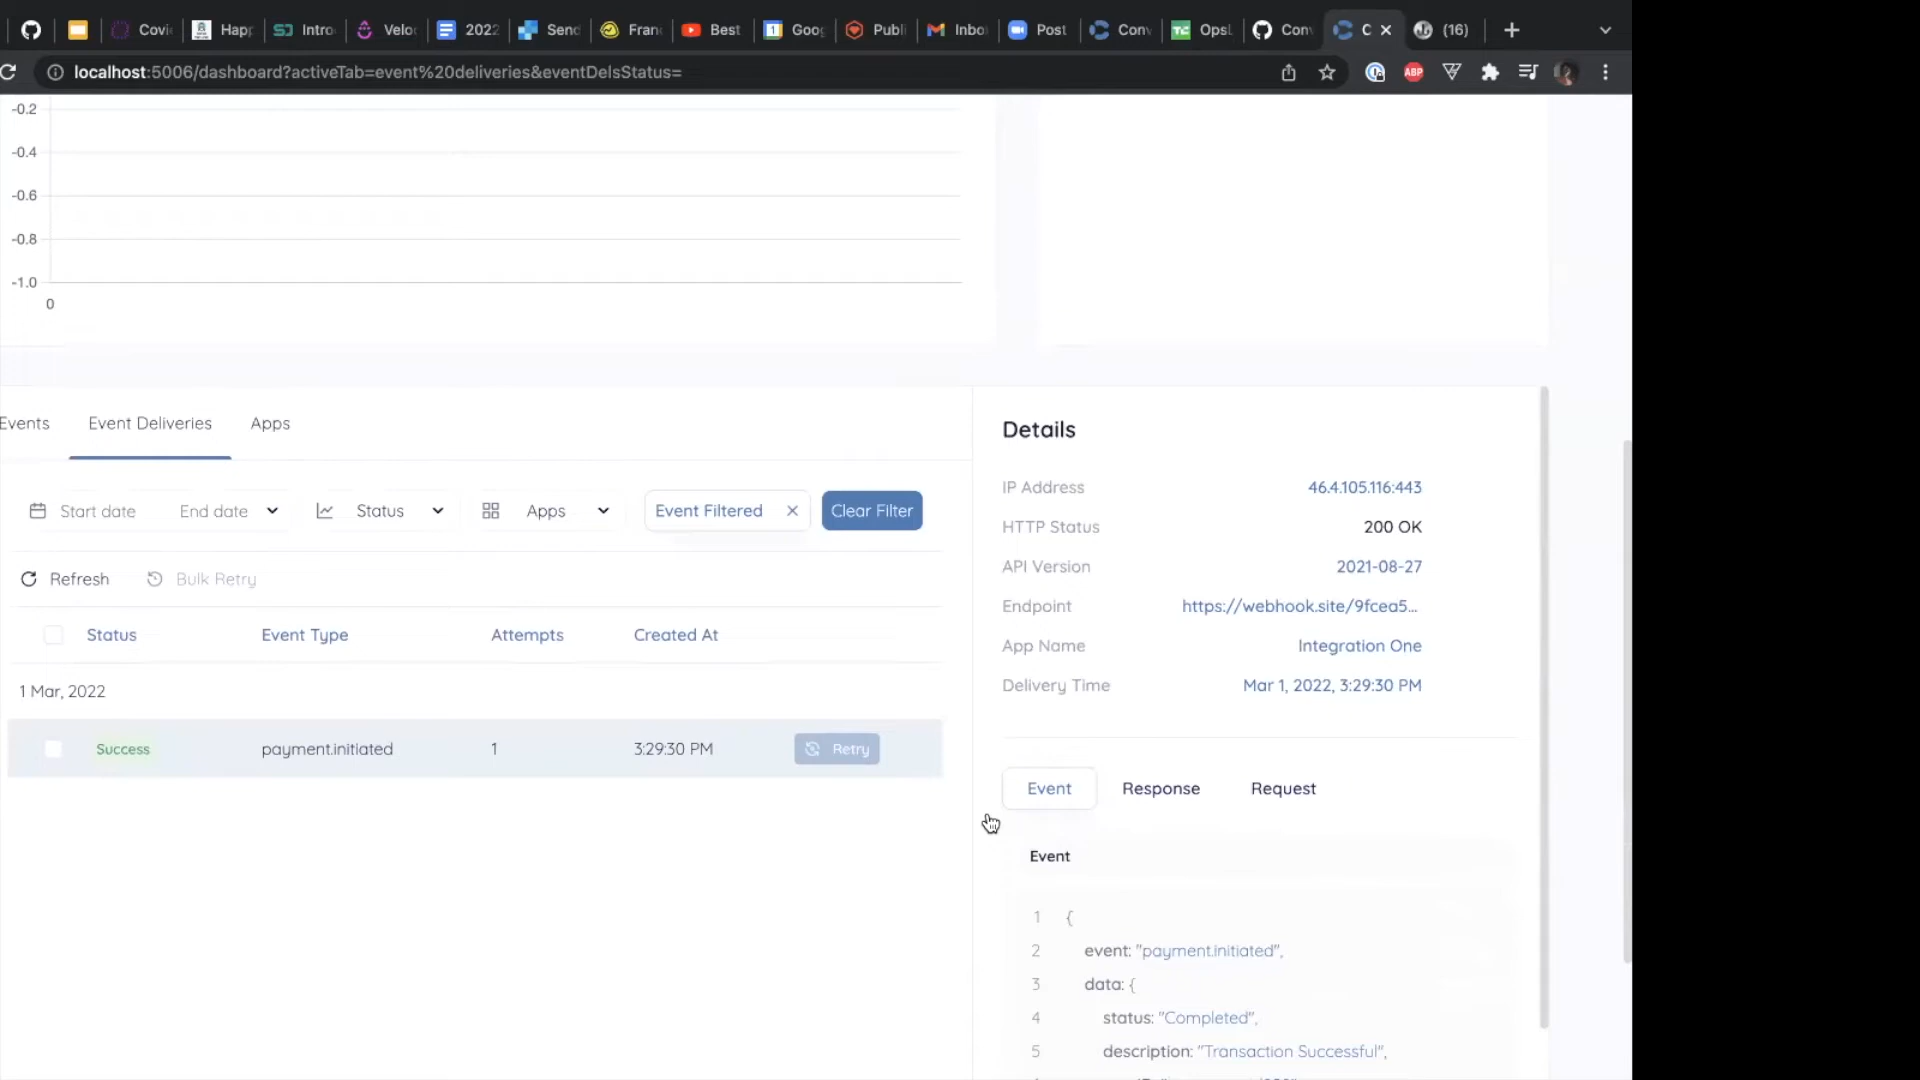 Covi
Happ
Intro
Velo
2022
Send
Fran
Best
Goog
Publi
Inbo
Post
Conv
Opsl
Con
C
(16)
localhost:5006/dashboard?activeTab=event%20deliveries&eventDelsStatus=
ABP
-0.2
-0.4
-0.6
-0.8
-1.0
0
Events Event Deliveries Apps
Start date End date Status Apps Event Filtered Clear Filter
Refresh Bulk Retry
Status Event Type Attempts Created At
1 Mar, 2022
Success payment.initiated 1 3:29:30 PM Retry
Details
IP Address 46.4.105.116:443
HTTP Status 200 OK
API Version 2021-08-27
Endpoint https://webhook.site/9fcea5...
App Name Integration One
Delivery Time Mar 1, 2022, 3:29:30 PM
Event Response Request
Event
1 {
2 event: "payment.initiated",
3 data: {
4 status: "Completed",
5 description: "Transaction Successful",